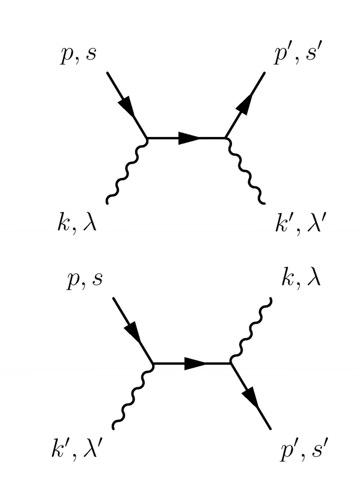 p, s p′, s′
k, λ k′, λ′
p, s k, λ
k′, λ′ p′, s′